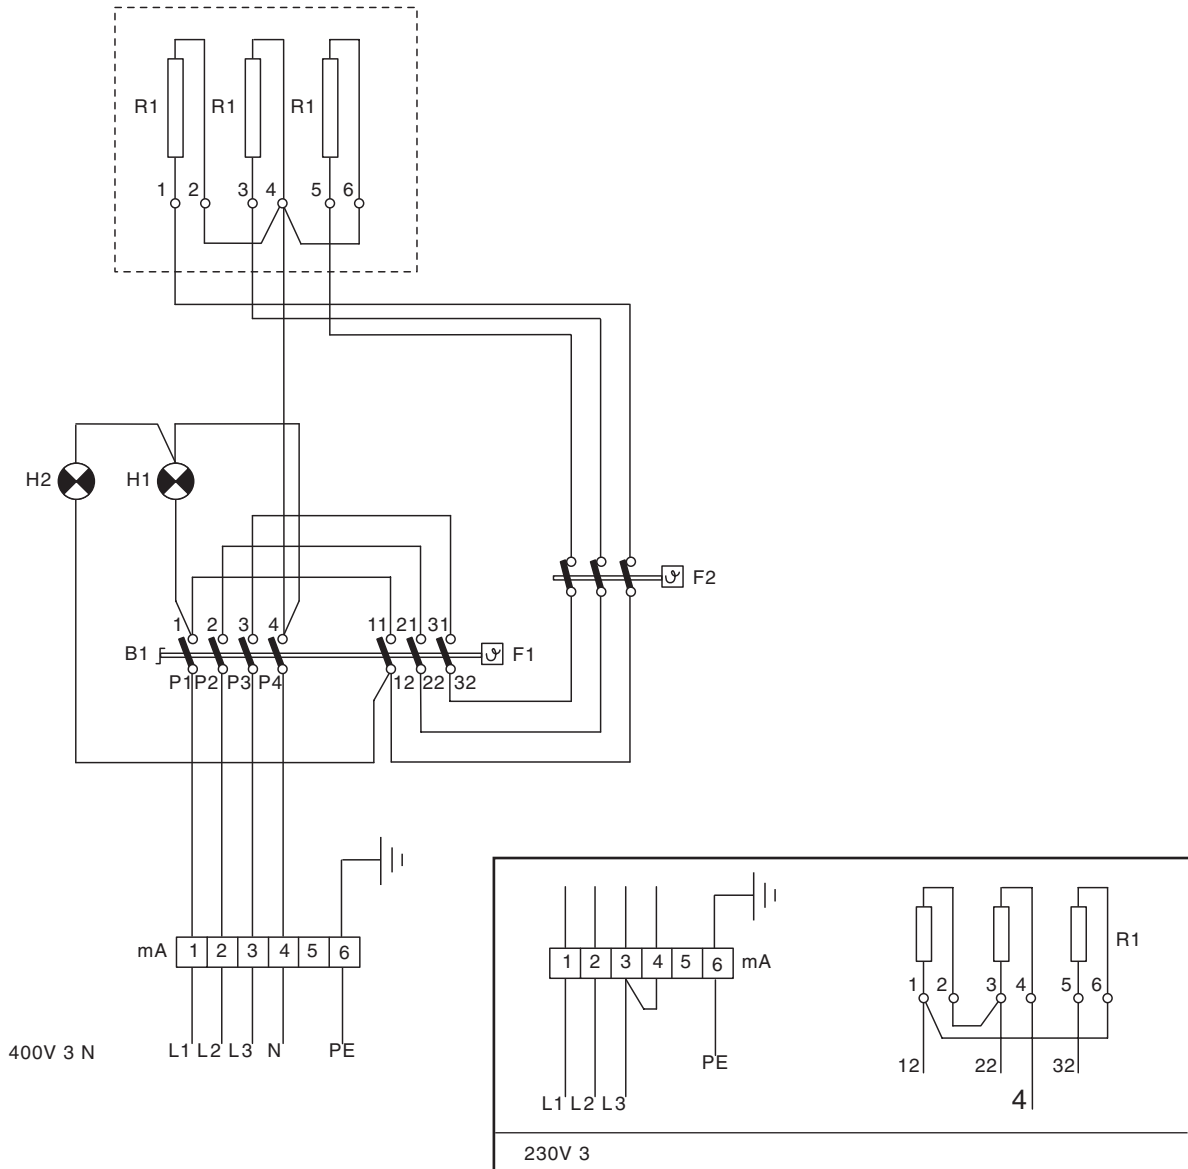 R1 R1 R1
1 2 3 4 5 6
H2 H1
F2
1 2 3 4 11 21 31
B1 F1
P1 P2 P3 P4 12 22 32
mA 1 2 3 4 5 6
L1 L2 L3 N PE
400V 3 N
1 2 3 4 5 6 mA
PE
L1 L2 L3
R1
1 2 3 4 5 6
12 22 32
4
230V 3